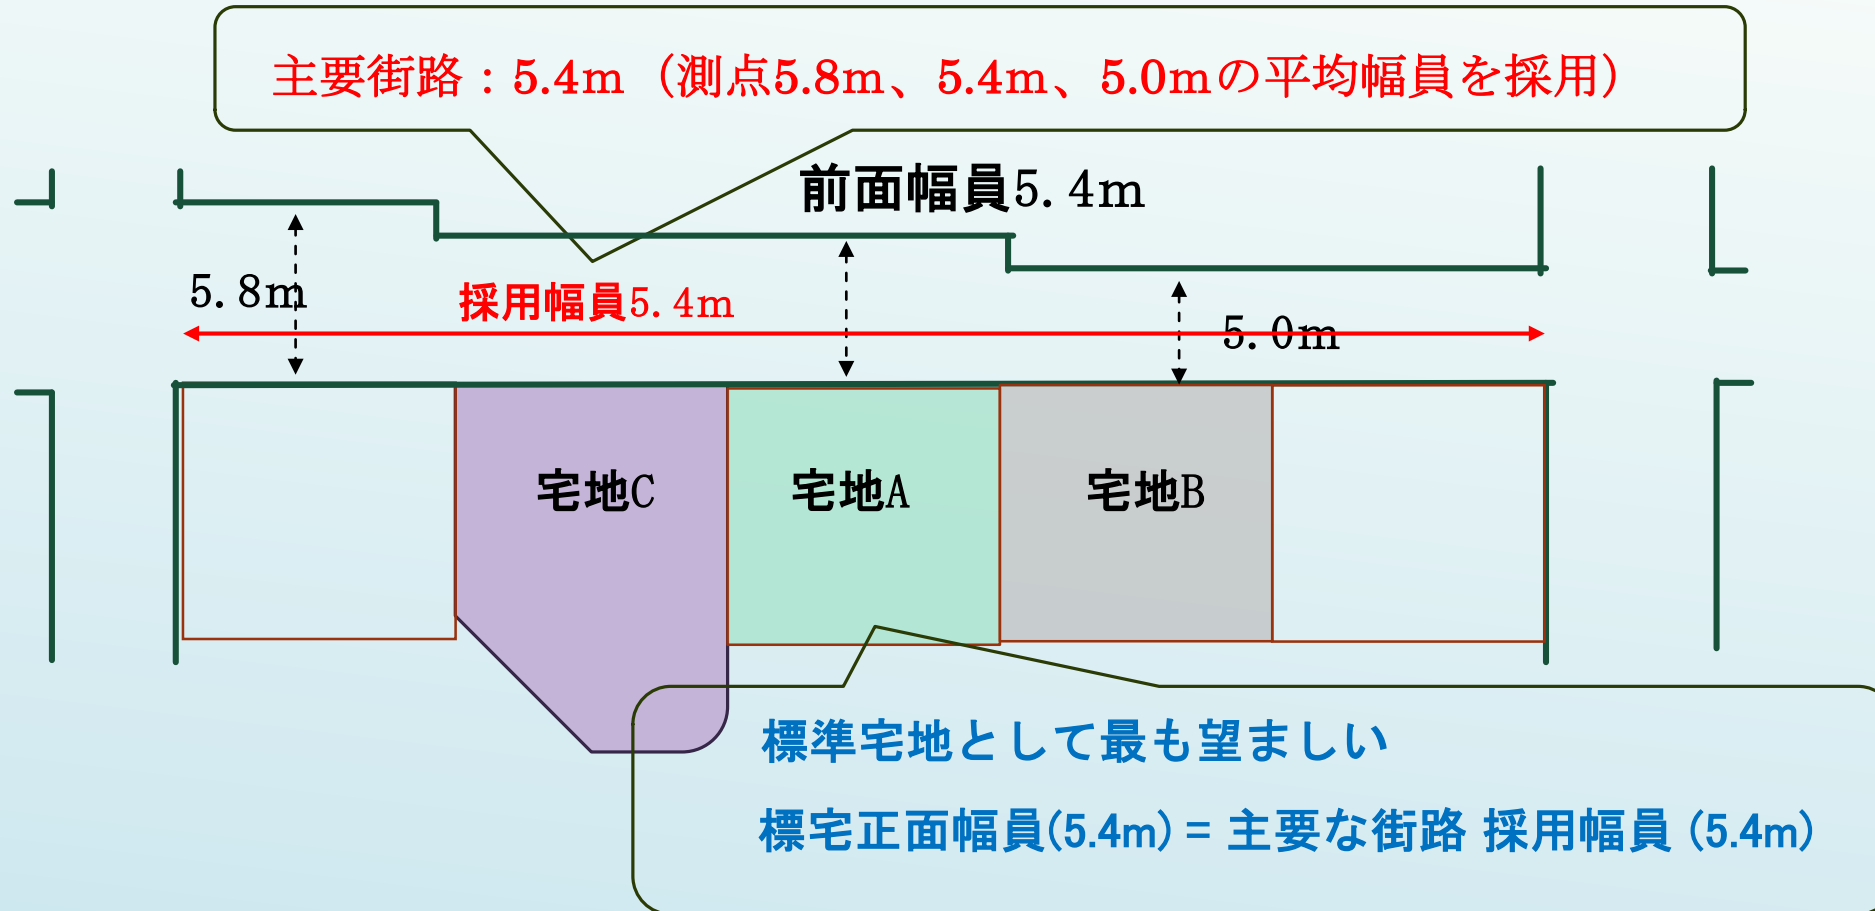 主要街路：5.4m（測点5.8m、5.4m、5.0mの平均幅員を採用）
前面幅員5.4m
5.8m
採用幅員5.4m
5.0m
宅地C
宅地A
宅地B
標準宅地として最も望ましい
標宅正面幅員(5.4m) = 主要な街路 採用幅員 (5.4m)